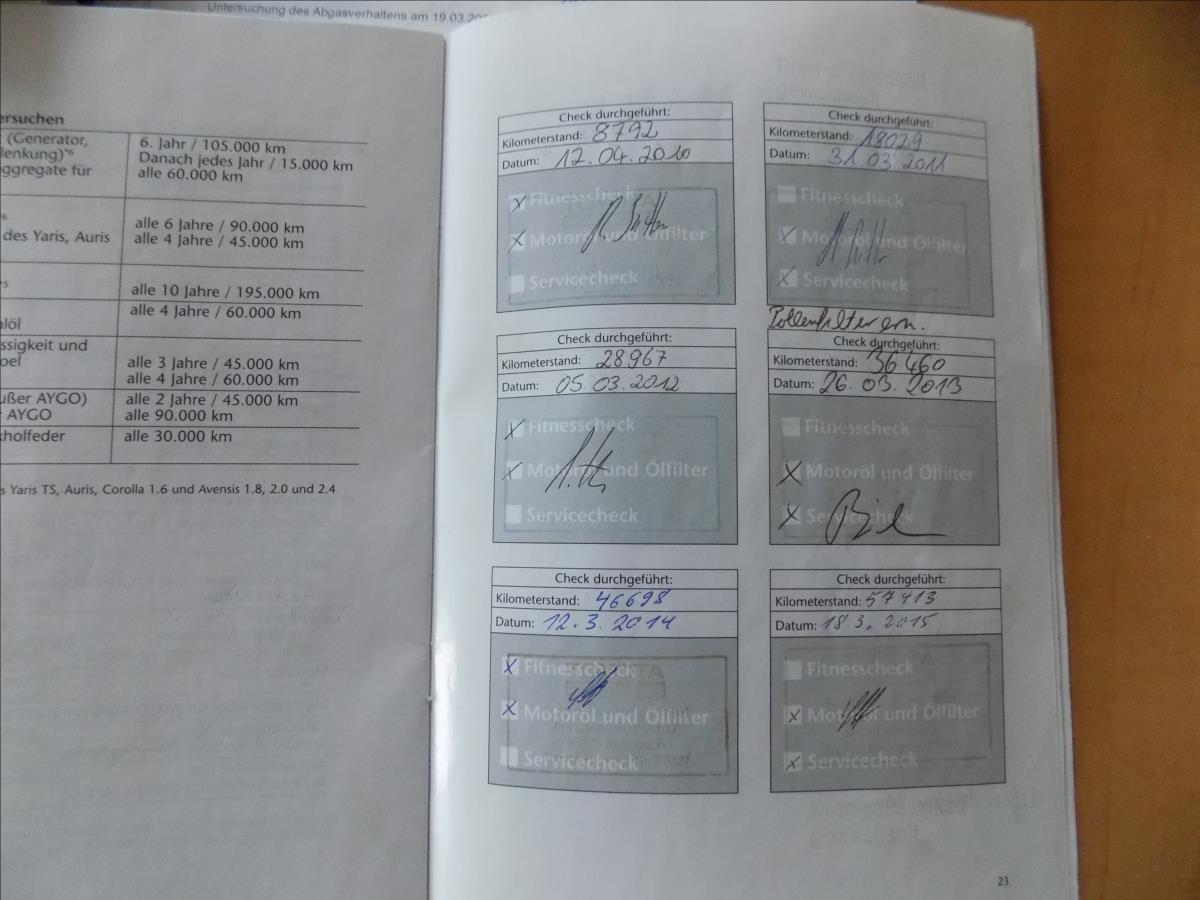 Untersuchung des Abgasverhaltens am 19.03.20
ersuchen
(Generator,
lenkung)*6
ggregate für
6. Jahr / 105.000 km
Danach jedes Jahr / 15.000 km
alle 60.000 km
des Yaris, Auris
alle 6 Jahre / 90.000 km
alle 4 Jahre / 45.000 km
alle 10 Jahre / 195.000 km
löl
alle 4 Jahre / 60.000 km
ssigkeit und
pel
alle 3 Jahre / 45.000 km
alle 4 Jahre / 60.000 km
ußer AYGO)
AYGO
alle 2 Jahre / 45.000 km
alle 90.000 km
holfeder
alle 30.000 km
s Yaris TS, Auris, Corolla 1.6 und Avensis 1.8, 2.0 und 2.4
Check durchgeführt:
Kilometerstand: 8792
Datum: 12.04.2010
x Fitnesscheck
x Motoröl und Ölfilter
Servicecheck
Check durchgeführt:
Kilometerstand: 18029
Datum: 31.03.2011
Fitnesscheck
x Motoröl und Ölfilter
x Servicecheck
Pollenfilter ern.
Check durchgeführt:
Kilometerstand: 28967
Datum: 05.03.2012
x Fitnesscheck
x Motoröl und Ölfilter
Servicecheck
Check durchgeführt:
Kilometerstand: 36460
Datum: 26.03.2013
Fitnesscheck
x Motoröl und Ölfilter
x Servicecheck
Check durchgeführt:
Kilometerstand: 46698
Datum: 12.3.2014
x Fitnesscheck
x Motoröl und Ölfilter
Servicecheck
Check durchgeführt:
Kilometerstand: 57413
Datum: 18.3.2015
Fitnesscheck
x Motoröl und Ölfilter
x Servicecheck
23